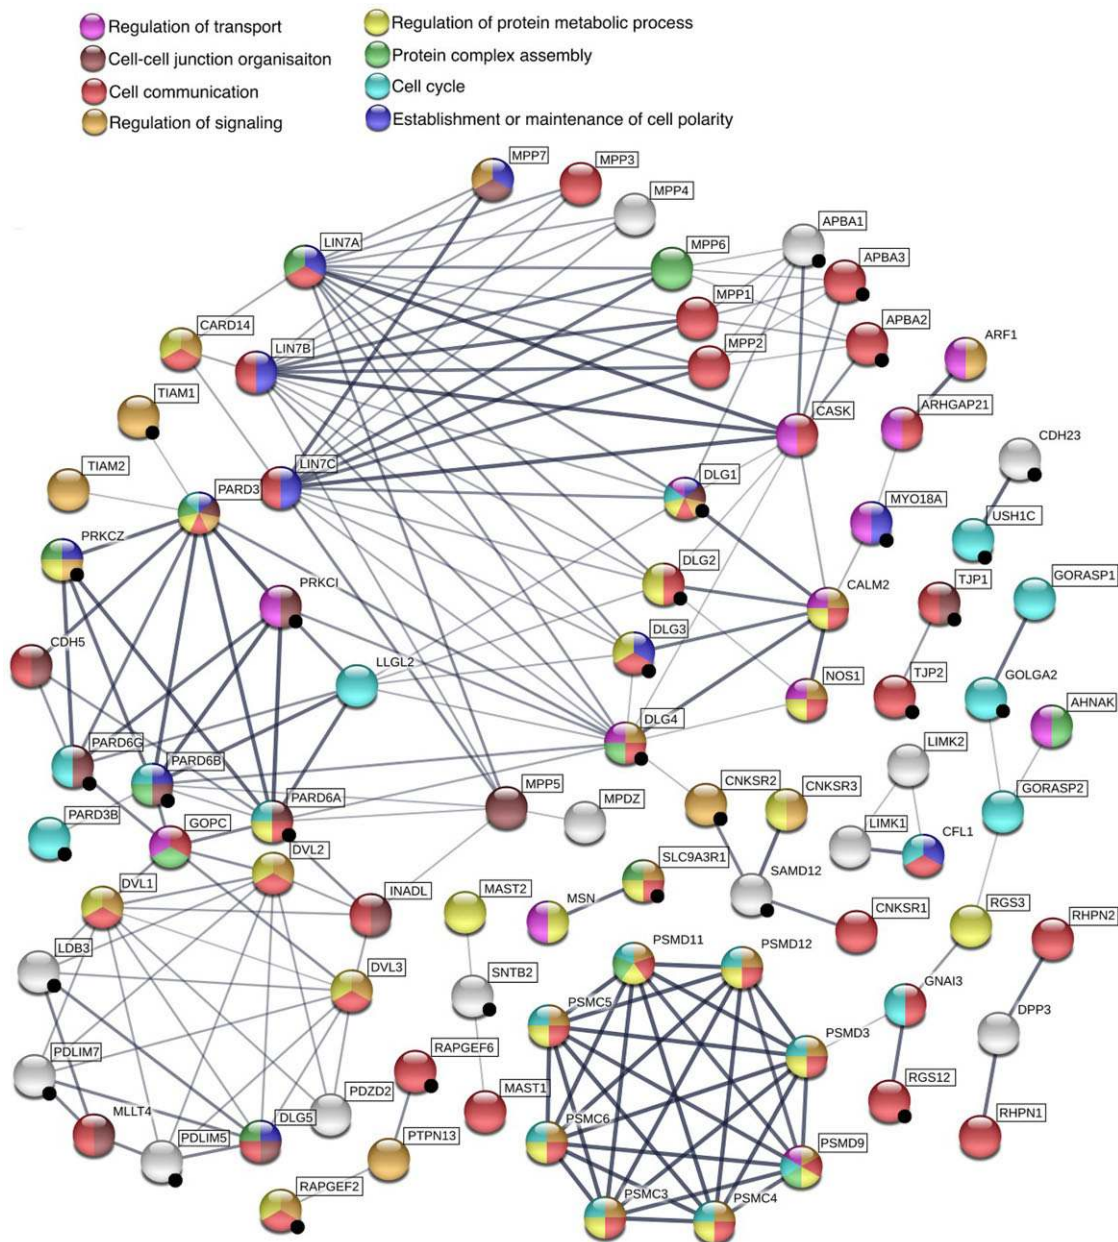 Regulation of transport
Cell-cell junction organisaiton
Cell communication
Regulation of signaling
Regulation of protein metabolic process
Protein complex assembly
Cell cycle
Establishment or maintenance of cell polarity
MPP7
MPP3
MPP4
APBA1
LIN7A
MPP6
APBA3
MPP1
APBA2
CARD14
LIN7B
MPP2
ARF1
TIAM1
CASK
ARHGAP21
CDH23
TIAM2
LIN7C
PARD3
DLG1
MYO18A
USH1C
PRKCZ
DLG2
PRKCI
CALM2
TJP1
GORASP1
CDH5
LLGL2
DLG3
NOS1
TJP2
GOLGA2
AHNAK
DLG4
PARD6G
PARD6B
LIMK2
MPP5
MPDZ
CNKSR2
CNKSR3
PARD6A
GORASP2
PARD3B
GOPC
LIMK1
CFL1
DVL2
SLC9A3R1
SAMD12
DVL1
INADL
MAST2
MSN
CNKSR1
RGS3
RHPN2
LDB3
PSMD11
PSMD12
DVL3
SNTB2
GNAI3
PSMC5
DPP3
PDLIM7
RAPGEF6
PSMD3
PDZD2
MAST1
RGS12
MLLT4
PSMC6
RHPN1
PDLIM5
DLG5
PTPN13
PSMD9
RAPGEF2
PSMC3
PSMC4